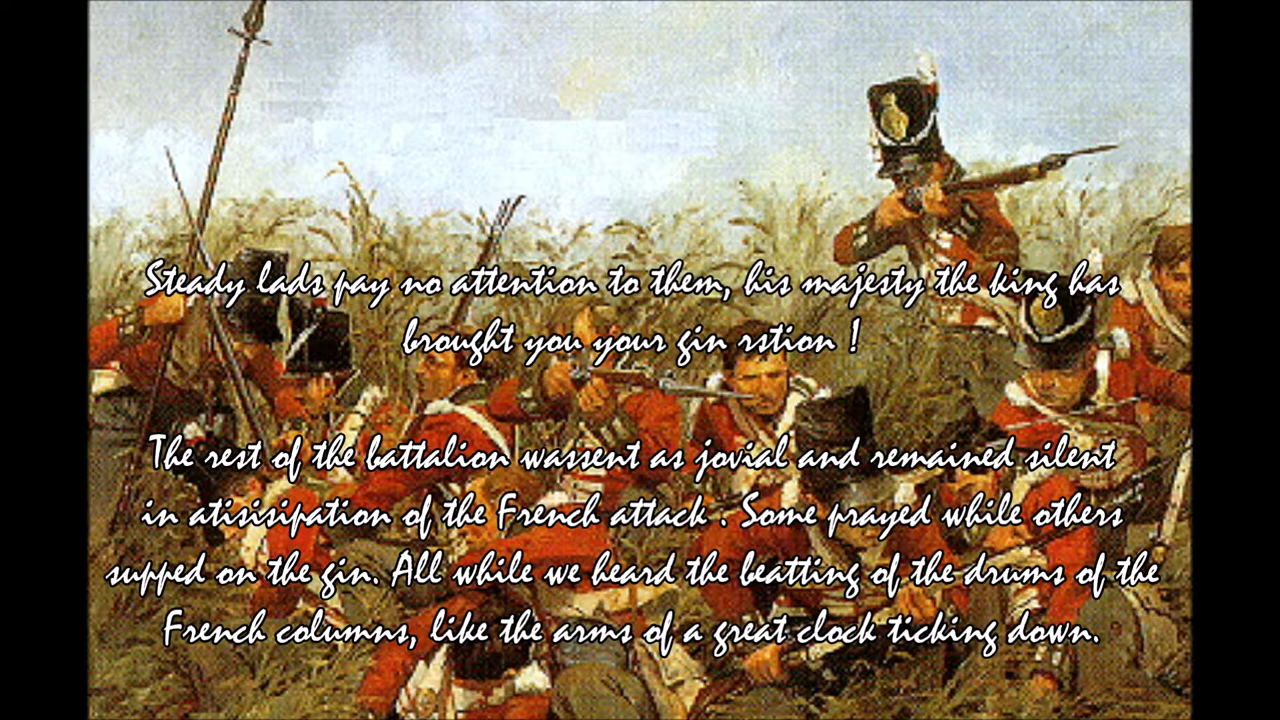 Steady lads pay no attention to them, his majesty the king has
brought you your gin rstion !
The rest of the battalion wassent as jovial and remained silent
in atisisipation of the French attack . Some prayed while others
supped on the gin. All while we heard the beatting of the drums of the
French columns, like the arms of a great clock ticking down.